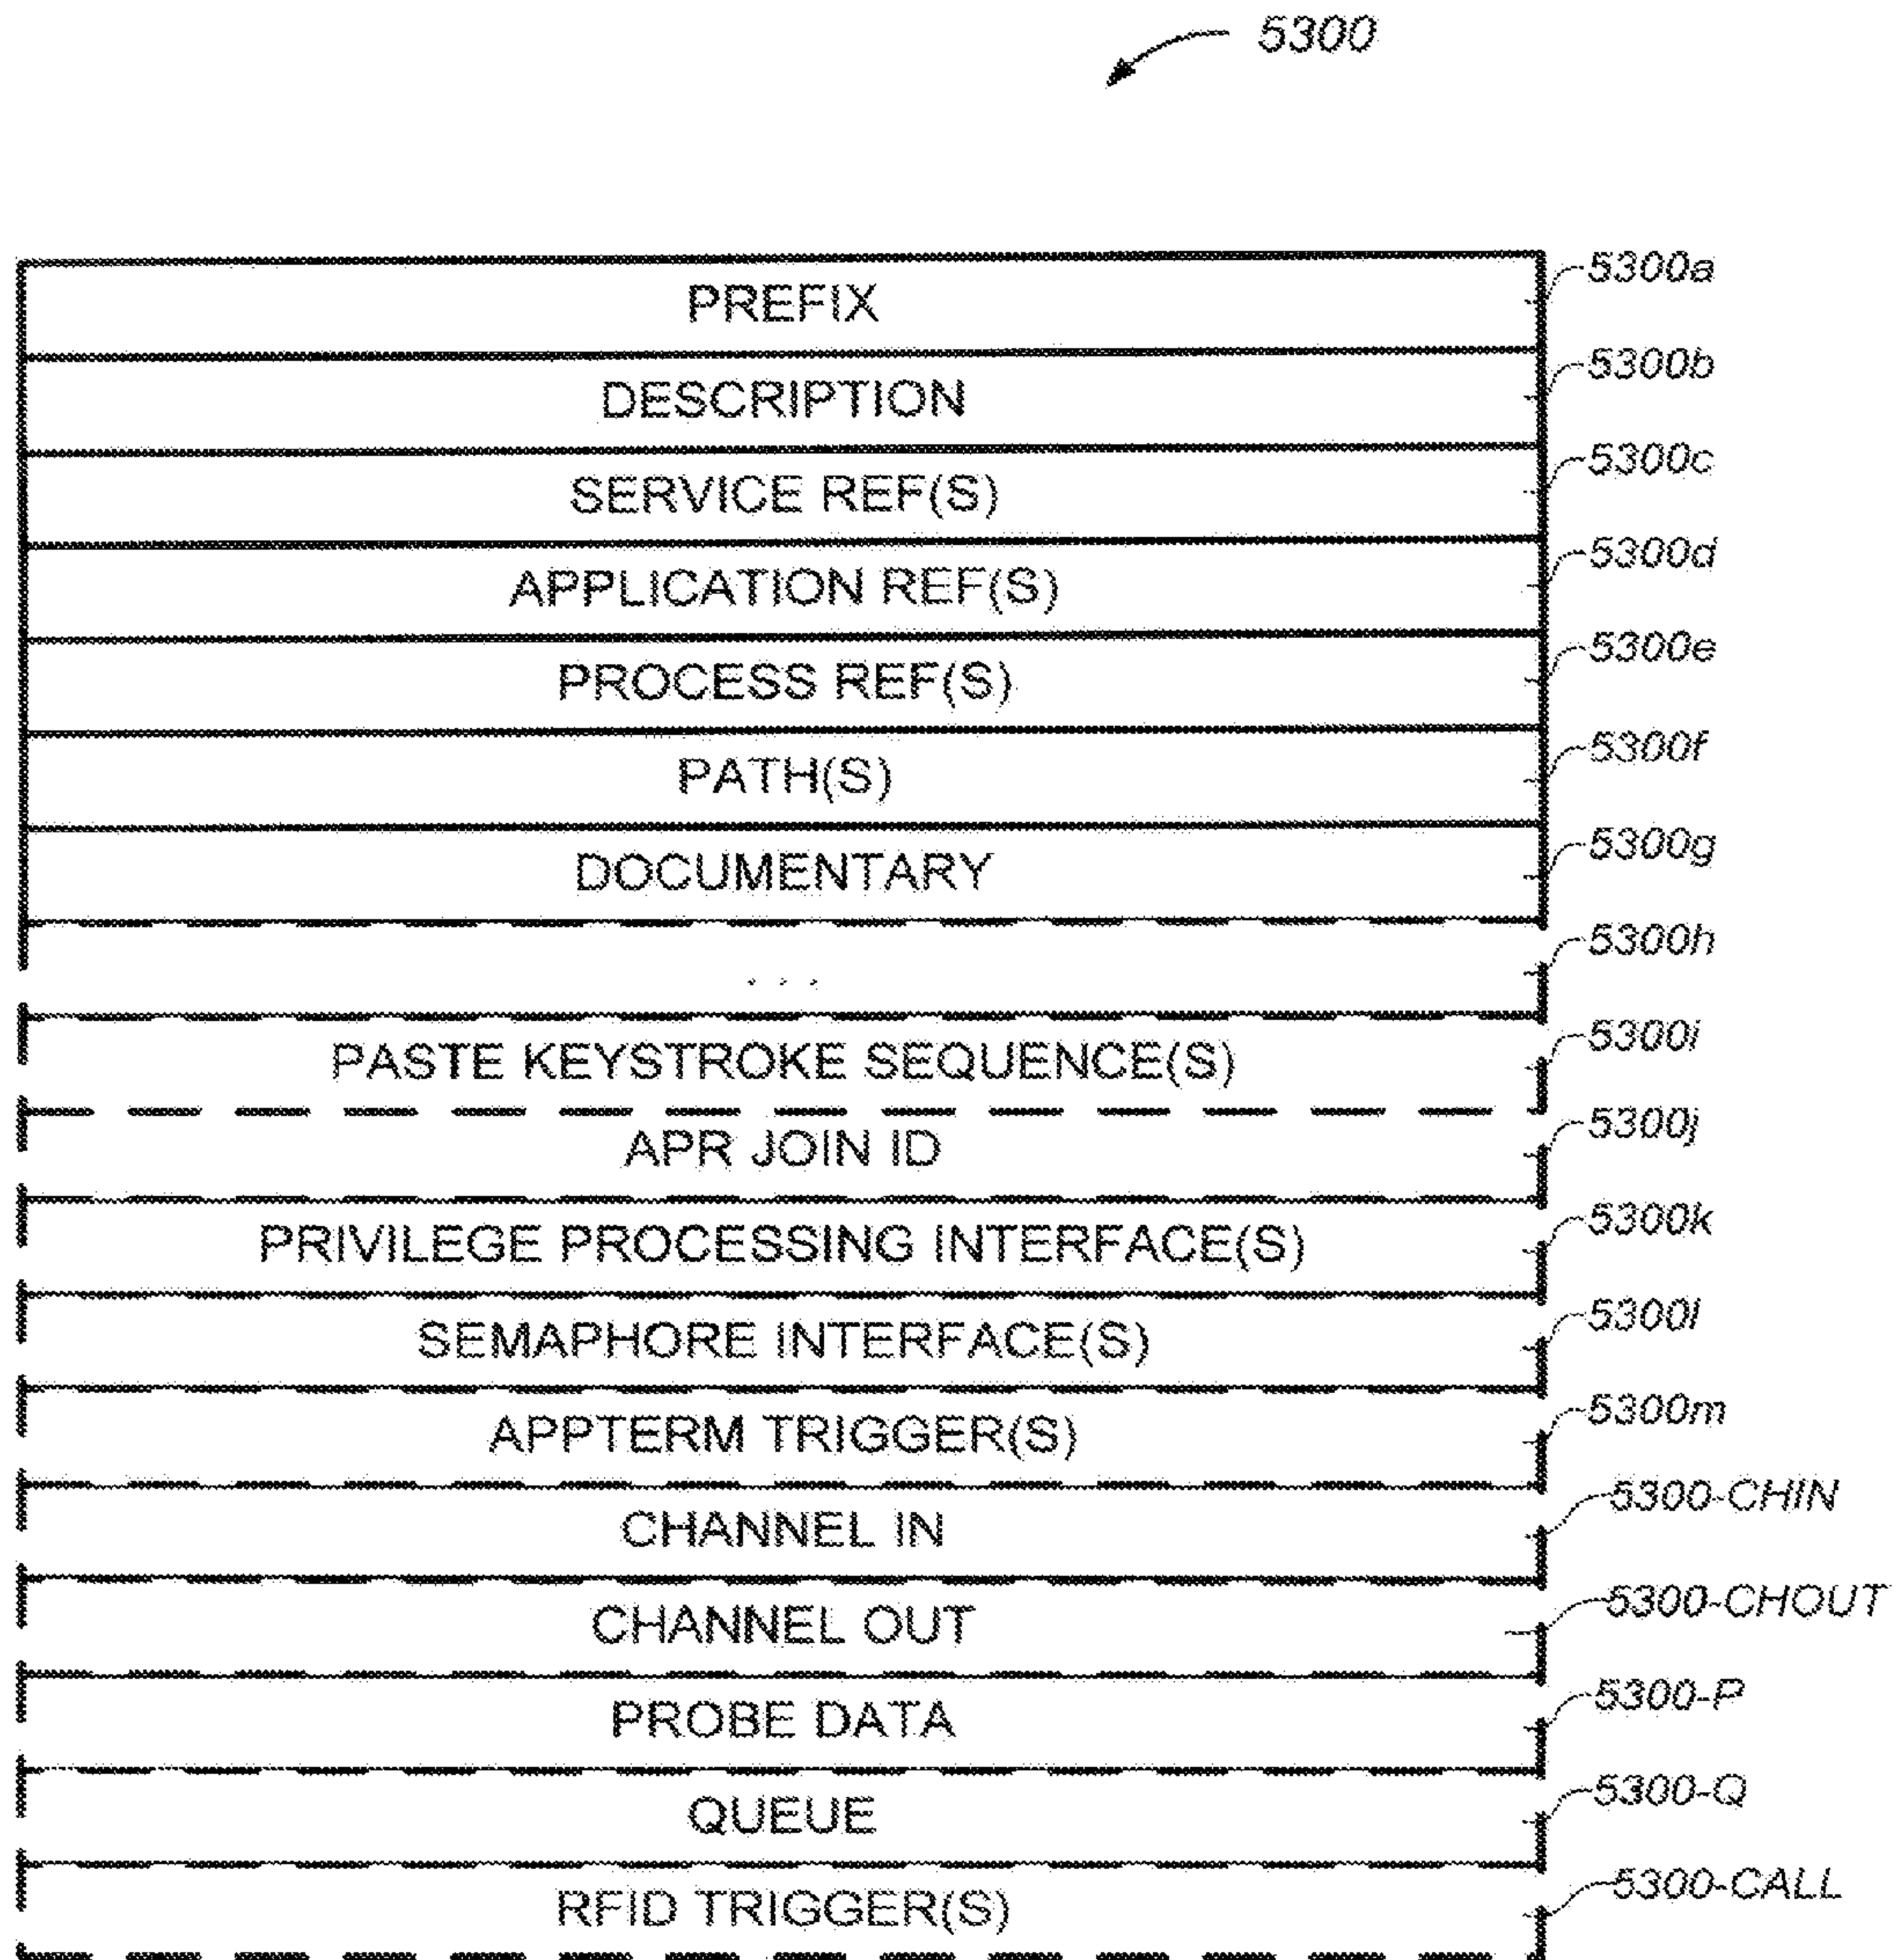 5300
PREFIX 5300a
DESCRIPTION 5300b
SERVICE REF(S) 5300c
APPLICATION REF(S) 5300d
PROCESS REF(S) 5300e
PATH(S) 5300f
DOCUMENTARY 5300g
. . . 5300h
PASTE KEYSTROKE SEQUENCE(S) 5300i
APR JOIN ID 5300j
PRIVILEGE PROCESSING INTERFACE(S) 5300k
SEMAPHORE INTERFACE(S) 5300l
APPTERM TRIGGER(S) 5300m
CHANNEL IN 5300-CHIN
CHANNEL OUT 5300-CHOUT
PROBE DATA 5300-P
QUEUE 5300-Q
RFID TRIGGER(S) 5300-CALL